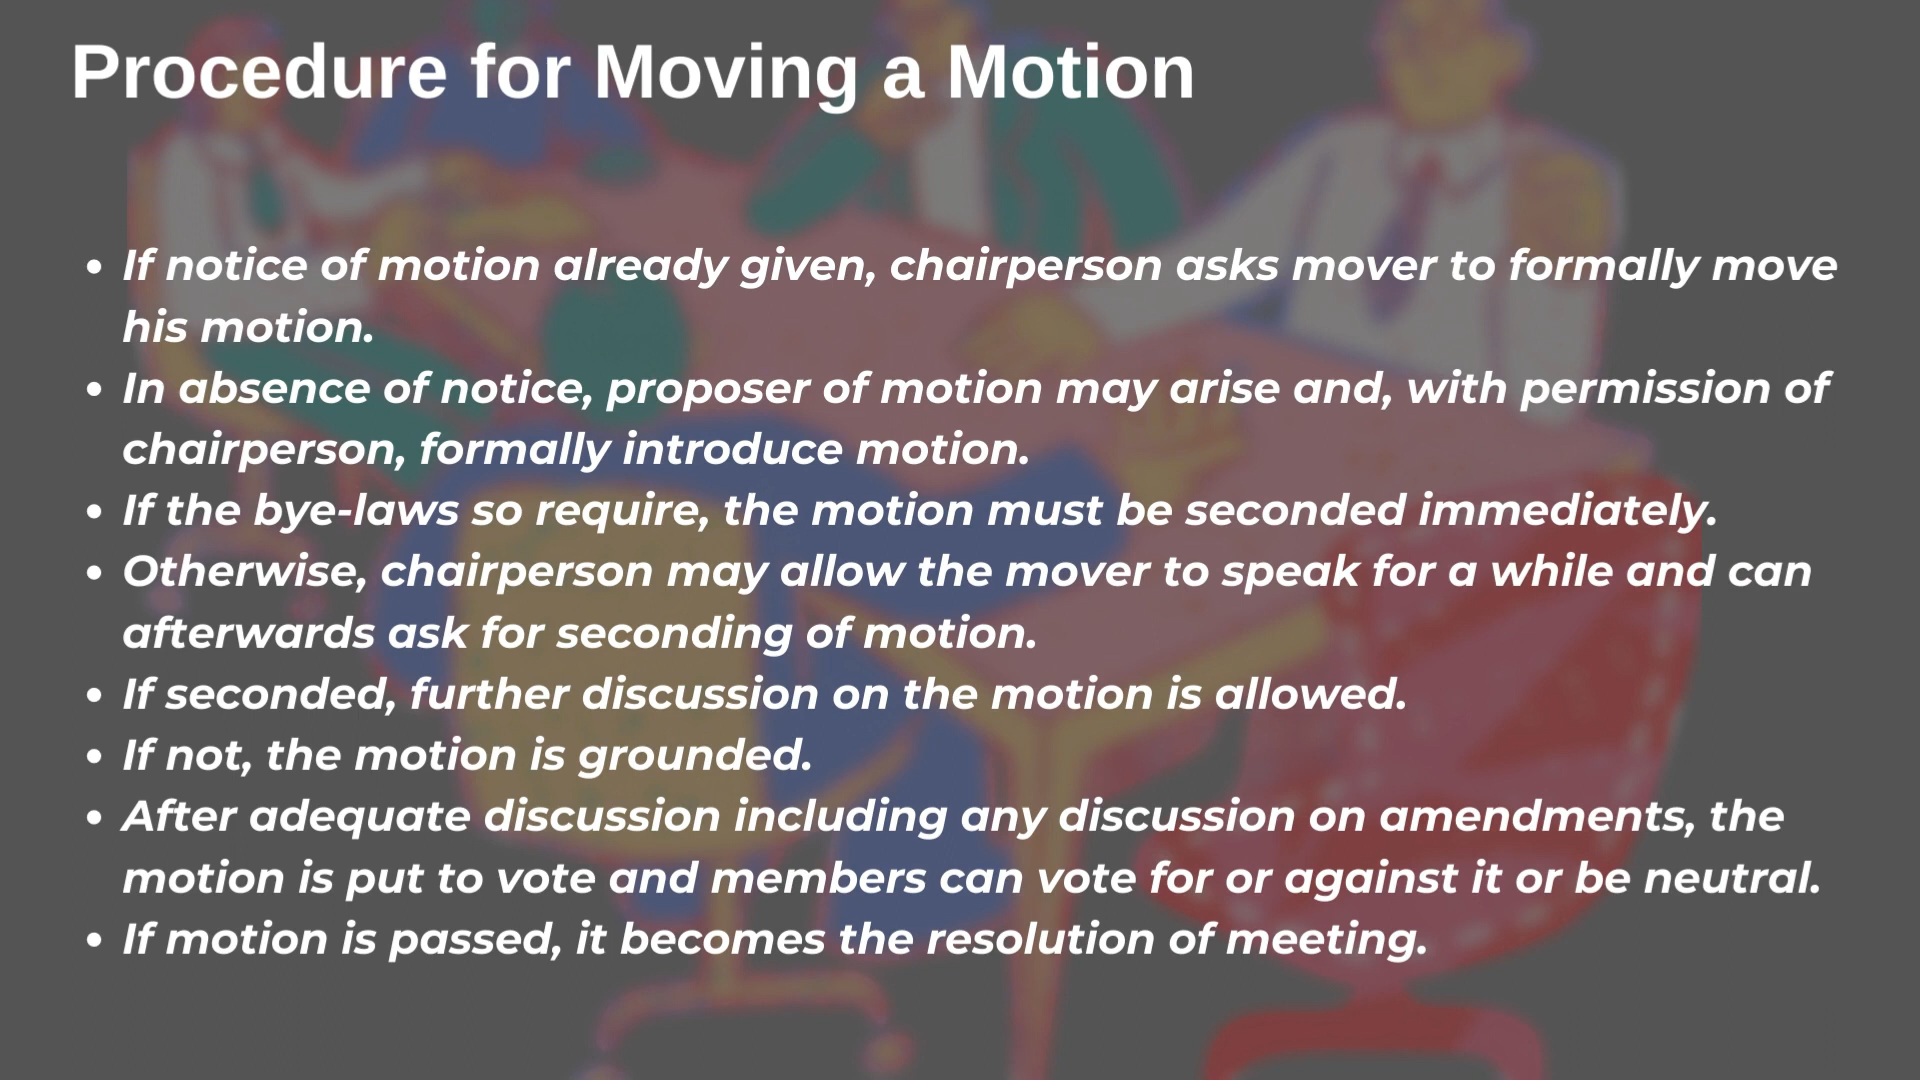 Procedure for Moving a Motion
• If notice of motion already given, chairperson asks mover to formally move
his motion.
• In absence of notice, proposer of motion may arise and, with permission of
chairperson, formally introduce motion.
• If the bye-laws so require, the motion must be seconded immediately.
• Otherwise, chairperson may allow the mover to speak for a while and can
afterwards ask for seconding of motion.
• If seconded, further discussion on the motion is allowed.
• If not, the motion is grounded.
• After adequate discussion including any discussion on amendments, the
motion is put to vote and members can vote for or against it or be neutral.
• If motion is passed, it becomes the resolution of meeting.